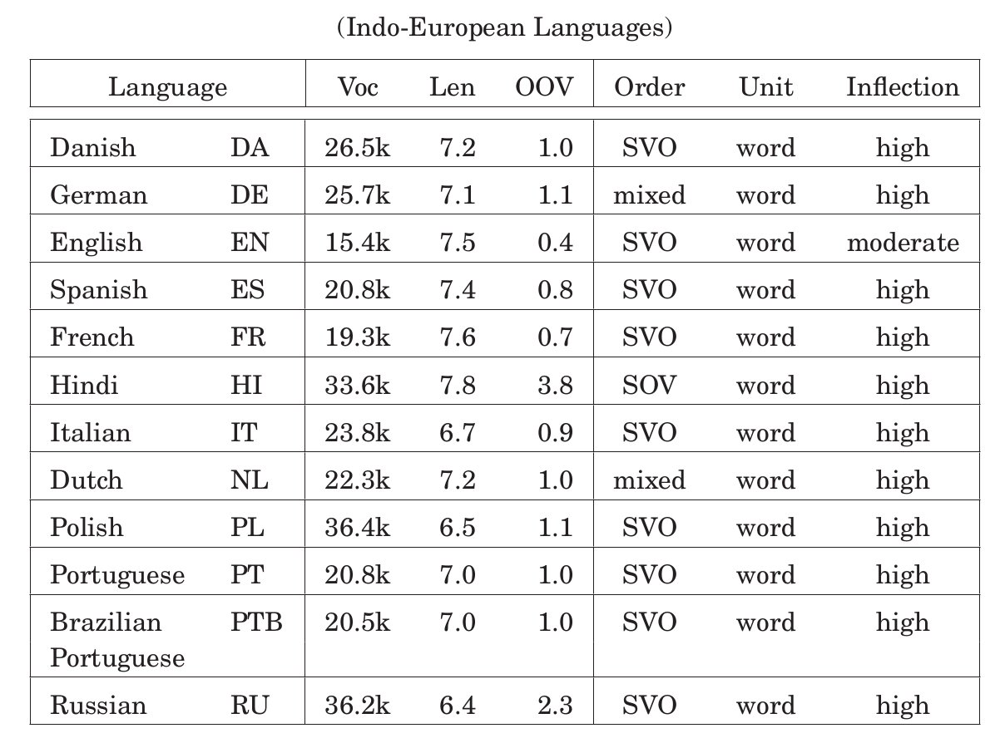 (Indo-European Languages)
Language Voc Len OOV Order Unit Inflection
Danish DA 26.5k 7.2 1.0 SVO word high
German DE 25.7k 7.1 1.1 mixed word high
English EN 15.4k 7.5 0.4 SVO word moderate
Spanish ES 20.8k 7.4 0.8 SVO word high
French FR 19.3k 7.6 0.7 SVO word high
Hindi HI 33.6k 7.8 3.8 SOV word high
Italian IT 23.8k 6.7 0.9 SVO word high
Dutch NL 22.3k 7.2 1.0 mixed word high
Polish PL 36.4k 6.5 1.1 SVO word high
Portuguese PT 20.8k 7.0 1.0 SVO word high
Brazilian PTB 20.5k 7.0 1.0 SVO word high
Portuguese
Russian RU 36.2k 6.4 2.3 SVO word high